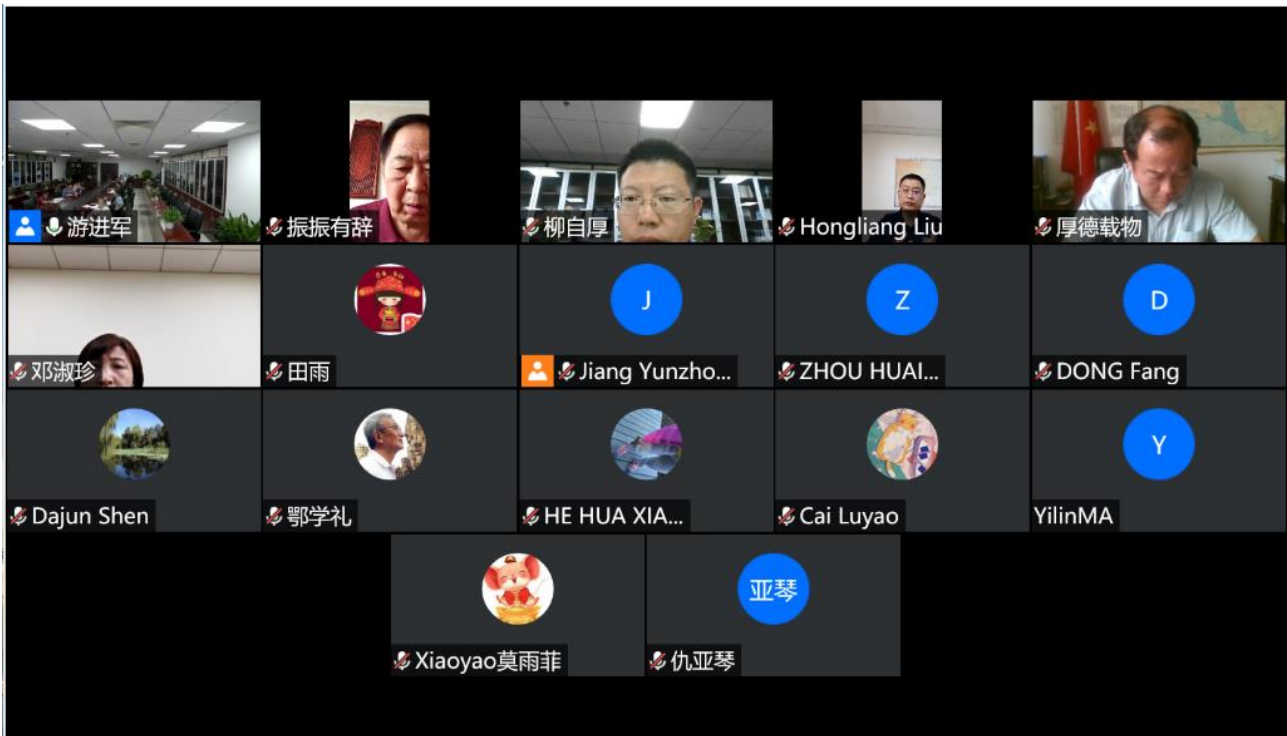 游进军
振振有辞
柳自厚
Hongliang Liu
厚德载物
邓淑珍
田雨
J
Jiang Yunzho...
Z
ZHOU HUAI...
D
DONG Fang
Dajun Shen
鄂学礼
HE HUA XIA...
Cai Luyao
Y
YilinMA
Xiaoyao莫雨菲
亚琴
仇亚琴